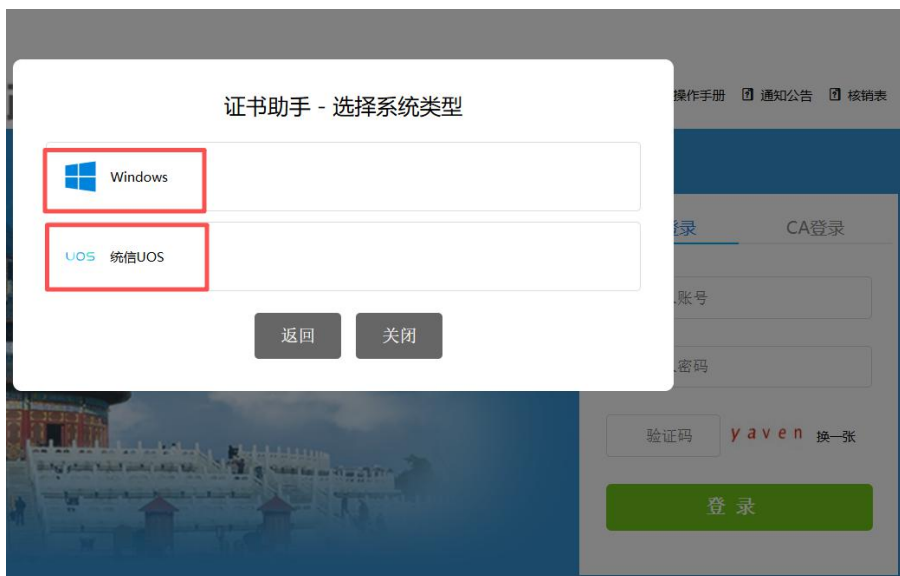 操作手册 通知公告 核销表
证书助手 - 选择系统类型
Windows
UOS 统信UOS
返回 关闭
登录 CA登录
账号
密码
验证码 yaven 换一张
登 录